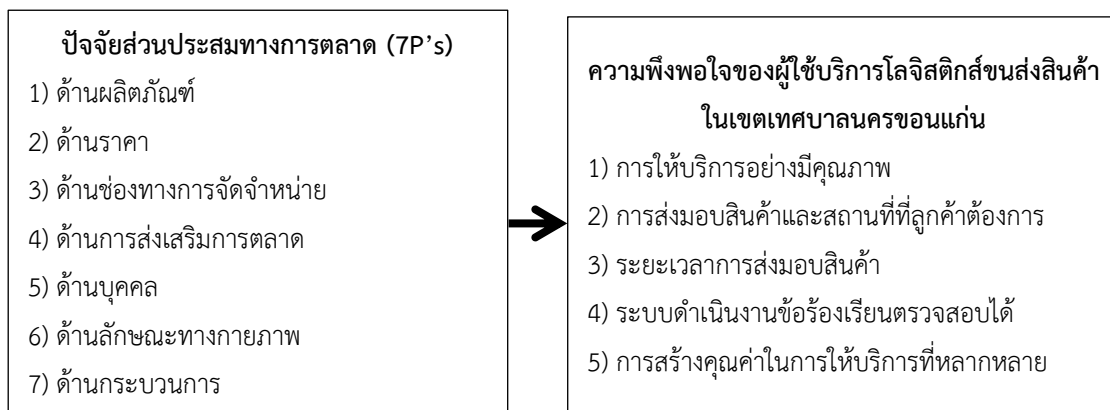 ปัจจัยส่วนประสมทางการตลาด (7P's)
1) ด้านผลิตภัณฑ์
2) ด้านราคา
3) ด้านช่องทางการจัดจำหน่าย
4) ด้านการส่งเสริมการตลาด
5) ด้านบุคคล
6) ด้านลักษณะทางกายภาพ
7) ด้านกระบวนการ
ความพึงพอใจของผู้ใช้บริการโลจิสติกส์ขนส่งสินค้า
ในเขตเทศบาลนครขอนแก่น
1) การให้บริการอย่างมีคุณภาพ
2) การส่งมอบสินค้าและสถานที่ที่ลูกค้าต้องการ
3) ระยะเวลาการส่งมอบสินค้า
4) ระบบดำเนินงานข้อร้องเรียนตรวจสอบได้
5) การสร้างคุณค่าในการให้บริการที่หลากหลาย